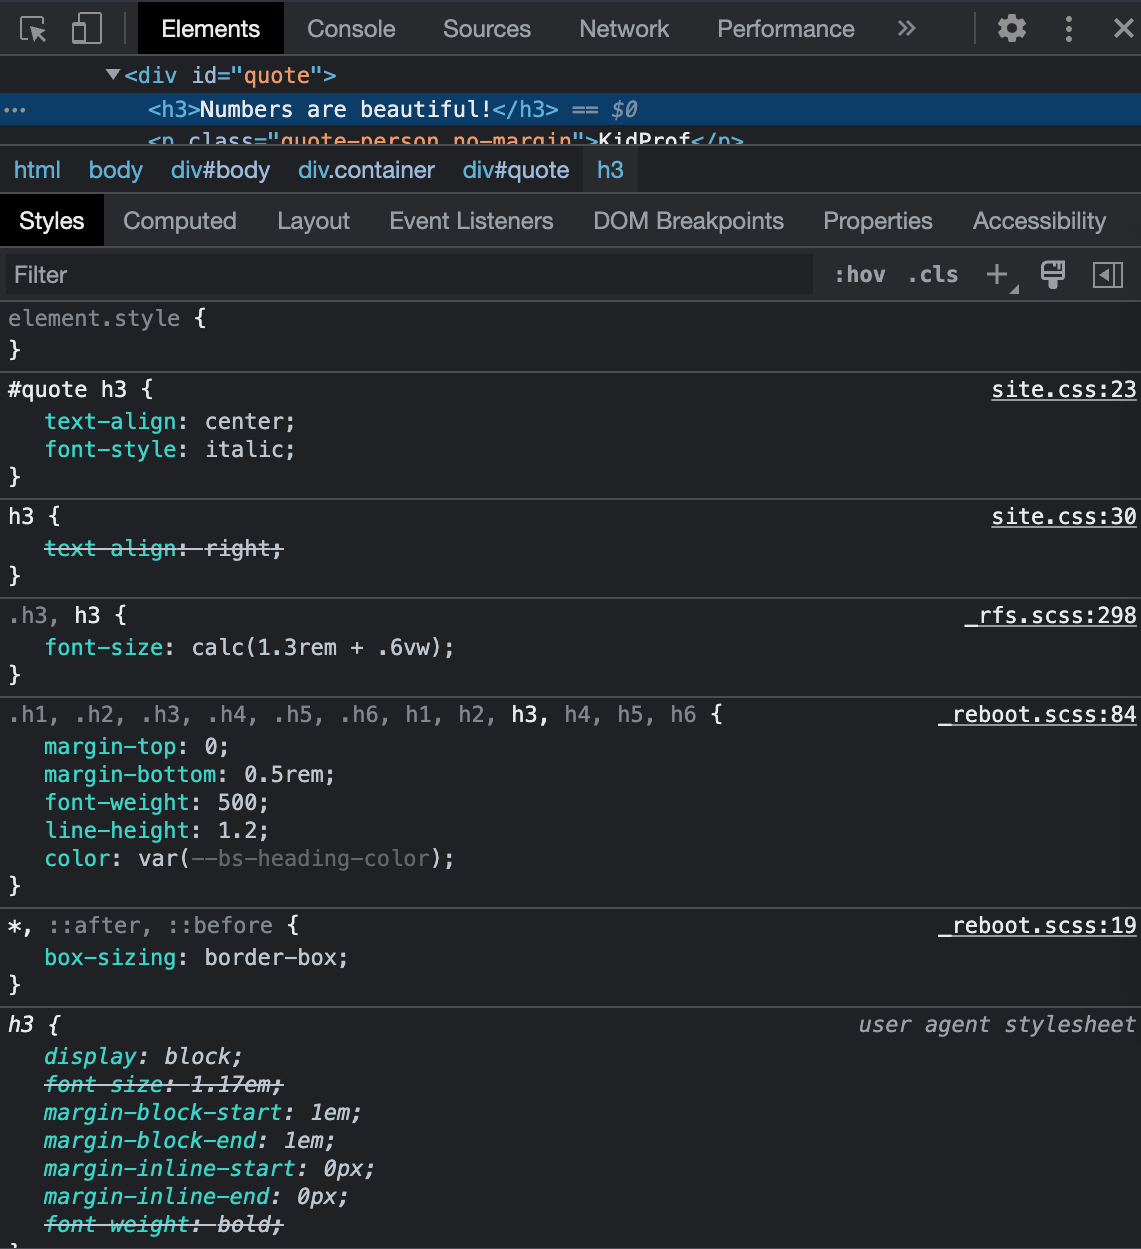 Elements Console Sources Network Performance »
▼<div id="quote">
··· <h3>Numbers are beautiful!</h3> == $0
<p class="quote-person no-margin">KidProf</p>
html body div#body div.container div#quote h3
Styles Computed Layout Event Listeners DOM Breakpoints Properties Accessibility
Filter :hov .cls +
element.style {
}
#quote h3 { site.css:23
text-align: center;
font-style: italic;
}
h3 { site.css:30
text-align: right;
}
.h3, h3 { _rfs.scss:298
font-size: calc(1.3rem + .6vw);
}
.h1, .h2, .h3, .h4, .h5, .h6, h1, h2, h3, h4, h5, h6 { _reboot.scss:84
margin-top: 0;
margin-bottom: 0.5rem;
font-weight: 500;
line-height: 1.2;
color: var(--bs-heading-color);
}
*, ::after, ::before { _reboot.scss:19
box-sizing: border-box;
}
h3 { user agent stylesheet
display: block;
font-size: 1.17em;
margin-block-start: 1em;
margin-block-end: 1em;
margin-inline-start: 0px;
margin-inline-end: 0px;
font-weight: bold;
}